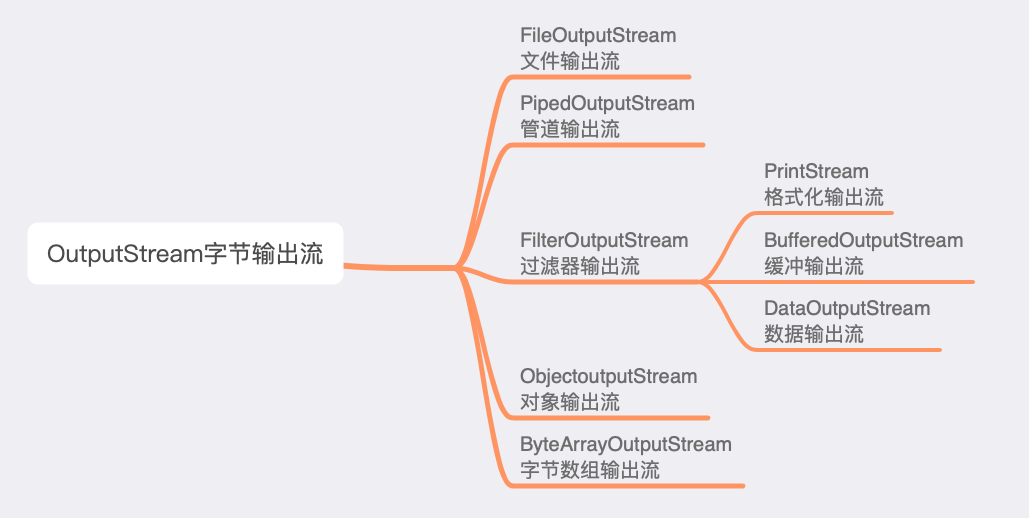 OutputStream字节输出流
FileOutputStream
文件输出流
PipedOutputStream
管道输出流
FilterOutputStream
过滤器输出流
PrintStream
格式化输出流
BufferedOutputStream
缓冲输出流
DataOutputStream
数据输出流
ObjectoutputStream
对象输出流
ByteArrayOutputStream
字节数组输出流